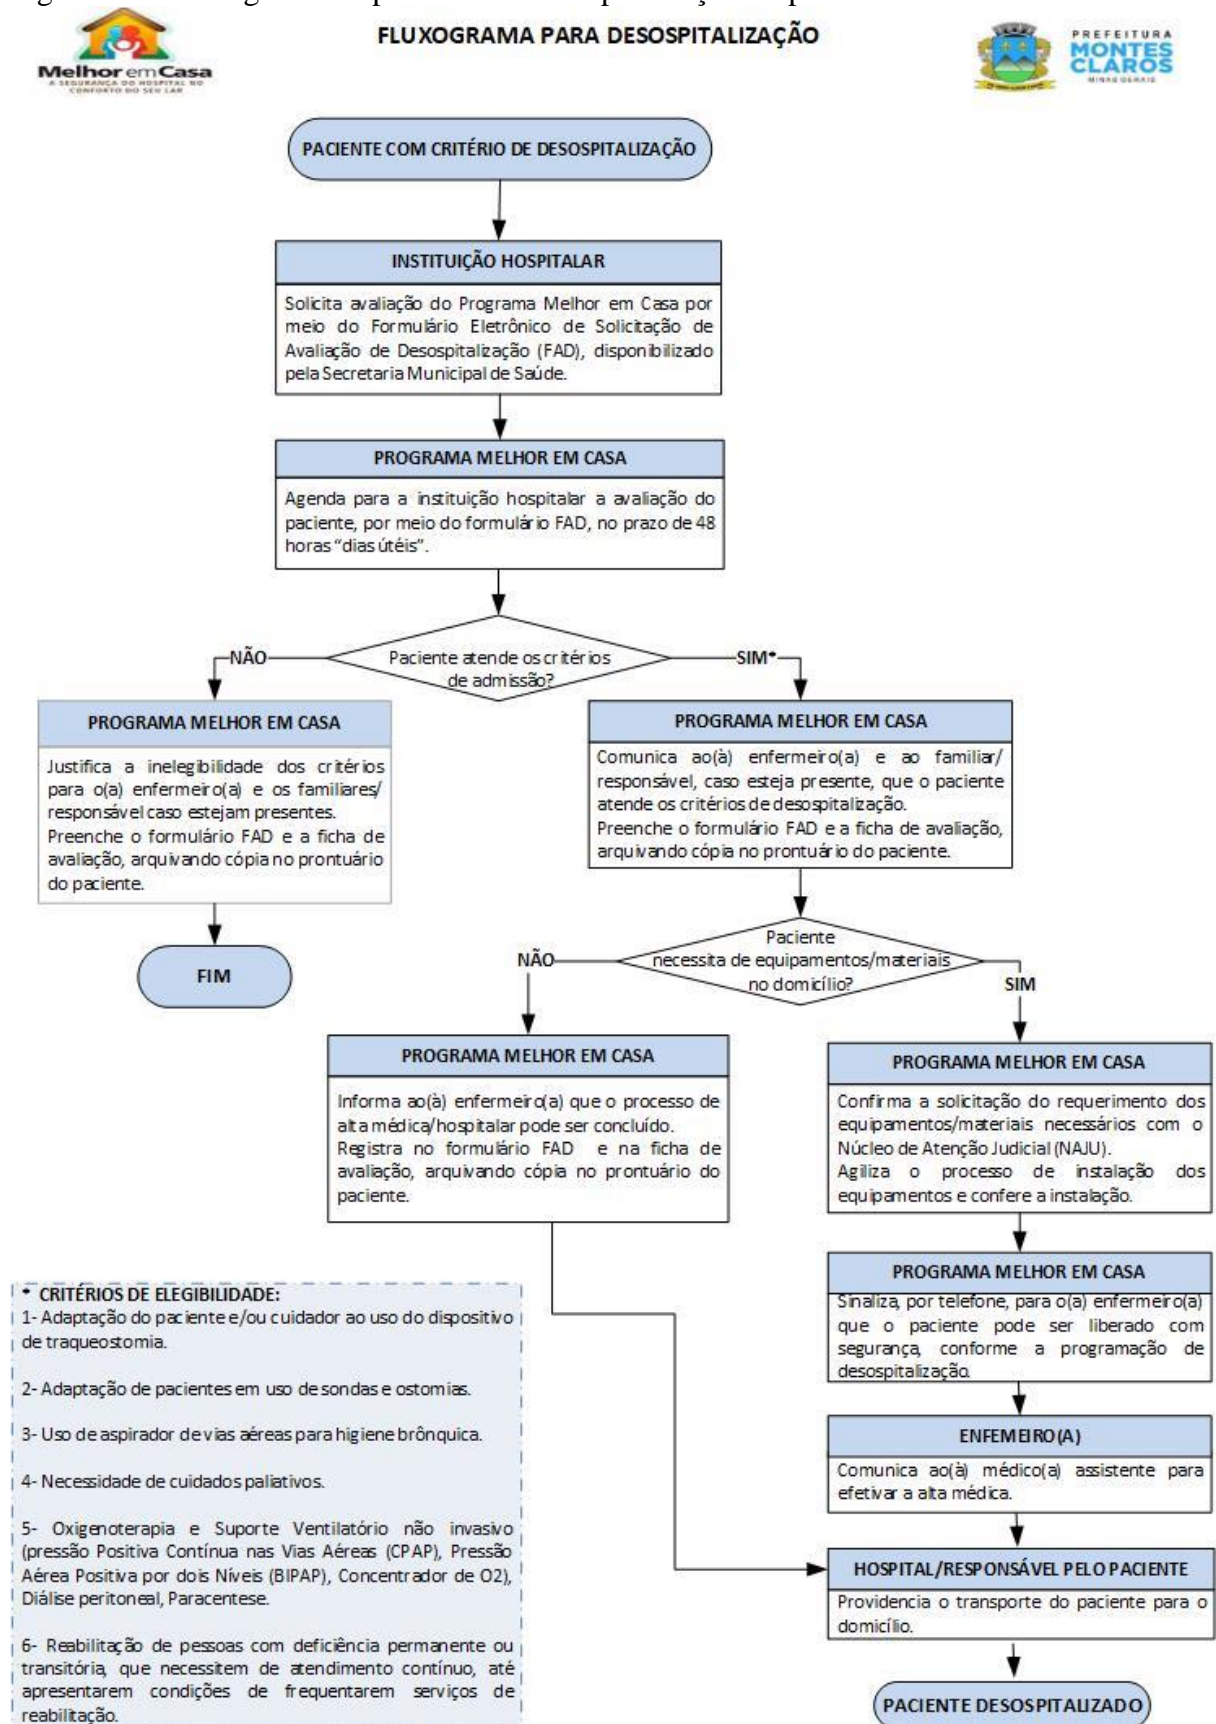 Melhor em Casa
A SEGURANÇA DO HOSPITAL NO
CONFORTO DO SEU LAR
FLUXOGRAMA PARA DESOSPITALIZAÇÃO
PREFEITURA
MONTES
CLAROS
MINAS GERAIS
PACIENTE COM CRITÉRIO DE DESOSPITALIZAÇÃO
INSTITUIÇÃO HOSPITALAR
Solicita avaliação do Programa Melhor em Casa por
meio do Formulário Eletrônico de Solicitação de
Avaliação de Desospitalização (FAD), disponibilizado
pela Secretaria Municipal de Saúde.
PROGRAMA MELHOR EM CASA
Agenda para a instituição hospitalar a avaliação do
paciente, por meio do formulário FAD, no prazo de 48
horas “dias útéis”.
Paciente atende os critérios
de admissão?
NÃO
SIM*
PROGRAMA MELHOR EM CASA
Justifica a inelegibilidade dos critérios
para o(a) enfermeiro(a) e os familiares/
responsável caso estejam presentes.
Preenche o formulário FAD e a ficha de
avaliação, arquivando cópia no prontuário
do paciente.
FIM
PROGRAMA MELHOR EM CASA
Comunica ao(à) enfermeiro(a) e ao familiar/
responsável, caso esteja presente, que o paciente
atende os critérios de desospitalização.
Preenche o formulário FAD e a ficha de avaliação,
arquivando cópia no prontuário do paciente.
Paciente
necessita de equipamentos/materiais
no domicílio?
NÃO
SIM
PROGRAMA MELHOR EM CASA
Informa ao(à) enfermeiro(a) que o processo de
alta médica/hospitalar pode ser concluído.
Registra no formulário FAD e na ficha de
avaliação, arquivando cópia no prontuário do
paciente.
PROGRAMA MELHOR EM CASA
Confirma a solicitação do requerimento dos
equipamentos/materiais necessários com o
Núcleo de Atenção Judicial (NAJU).
Agiliza o processo de instalação dos
equipamentos e confere a instalação.
PROGRAMA MELHOR EM CASA
Sinaliza, por telefone, para o(a) enfermeiro(a)
que o paciente pode ser liberado com
segurança, conforme a programação de
desospitalização.
ENFEMEIRO(A)
Comunica ao(à) médico(a) assistente para
efetivar a alta médica.
HOSPITAL/RESPONSÁVEL PELO PACIENTE
Providencia o transporte do paciente para o
domicílio.
PACIENTE DESOSPITALIZADO
* CRITÉRIOS DE ELEGIBILIDADE:
1- Adaptação do paciente e/ou cuidador ao uso do dispositivo
de traqueostomia.
2- Adaptação de pacientes em uso de sondas e ostomias.
3- Uso de aspirador de vias aéreas para higiene brônquica.
4- Necessidade de cuidados paliativos.
5- Oxigenoterapia e Suporte Ventilatório não invasivo
(pressão Positiva Contínua nas Vias Aéreas (CPAP), Pressão
Aérea Positiva por dois Níveis (BIPAP), Concentrador de O2),
Diálise peritoneal, Paracentese.
6- Reabilitação de pessoas com deficiência permanente ou
transitória, que necessitem de atendimento contínuo, até
apresentarem condições de frequentarem serviços de
reabilitação.